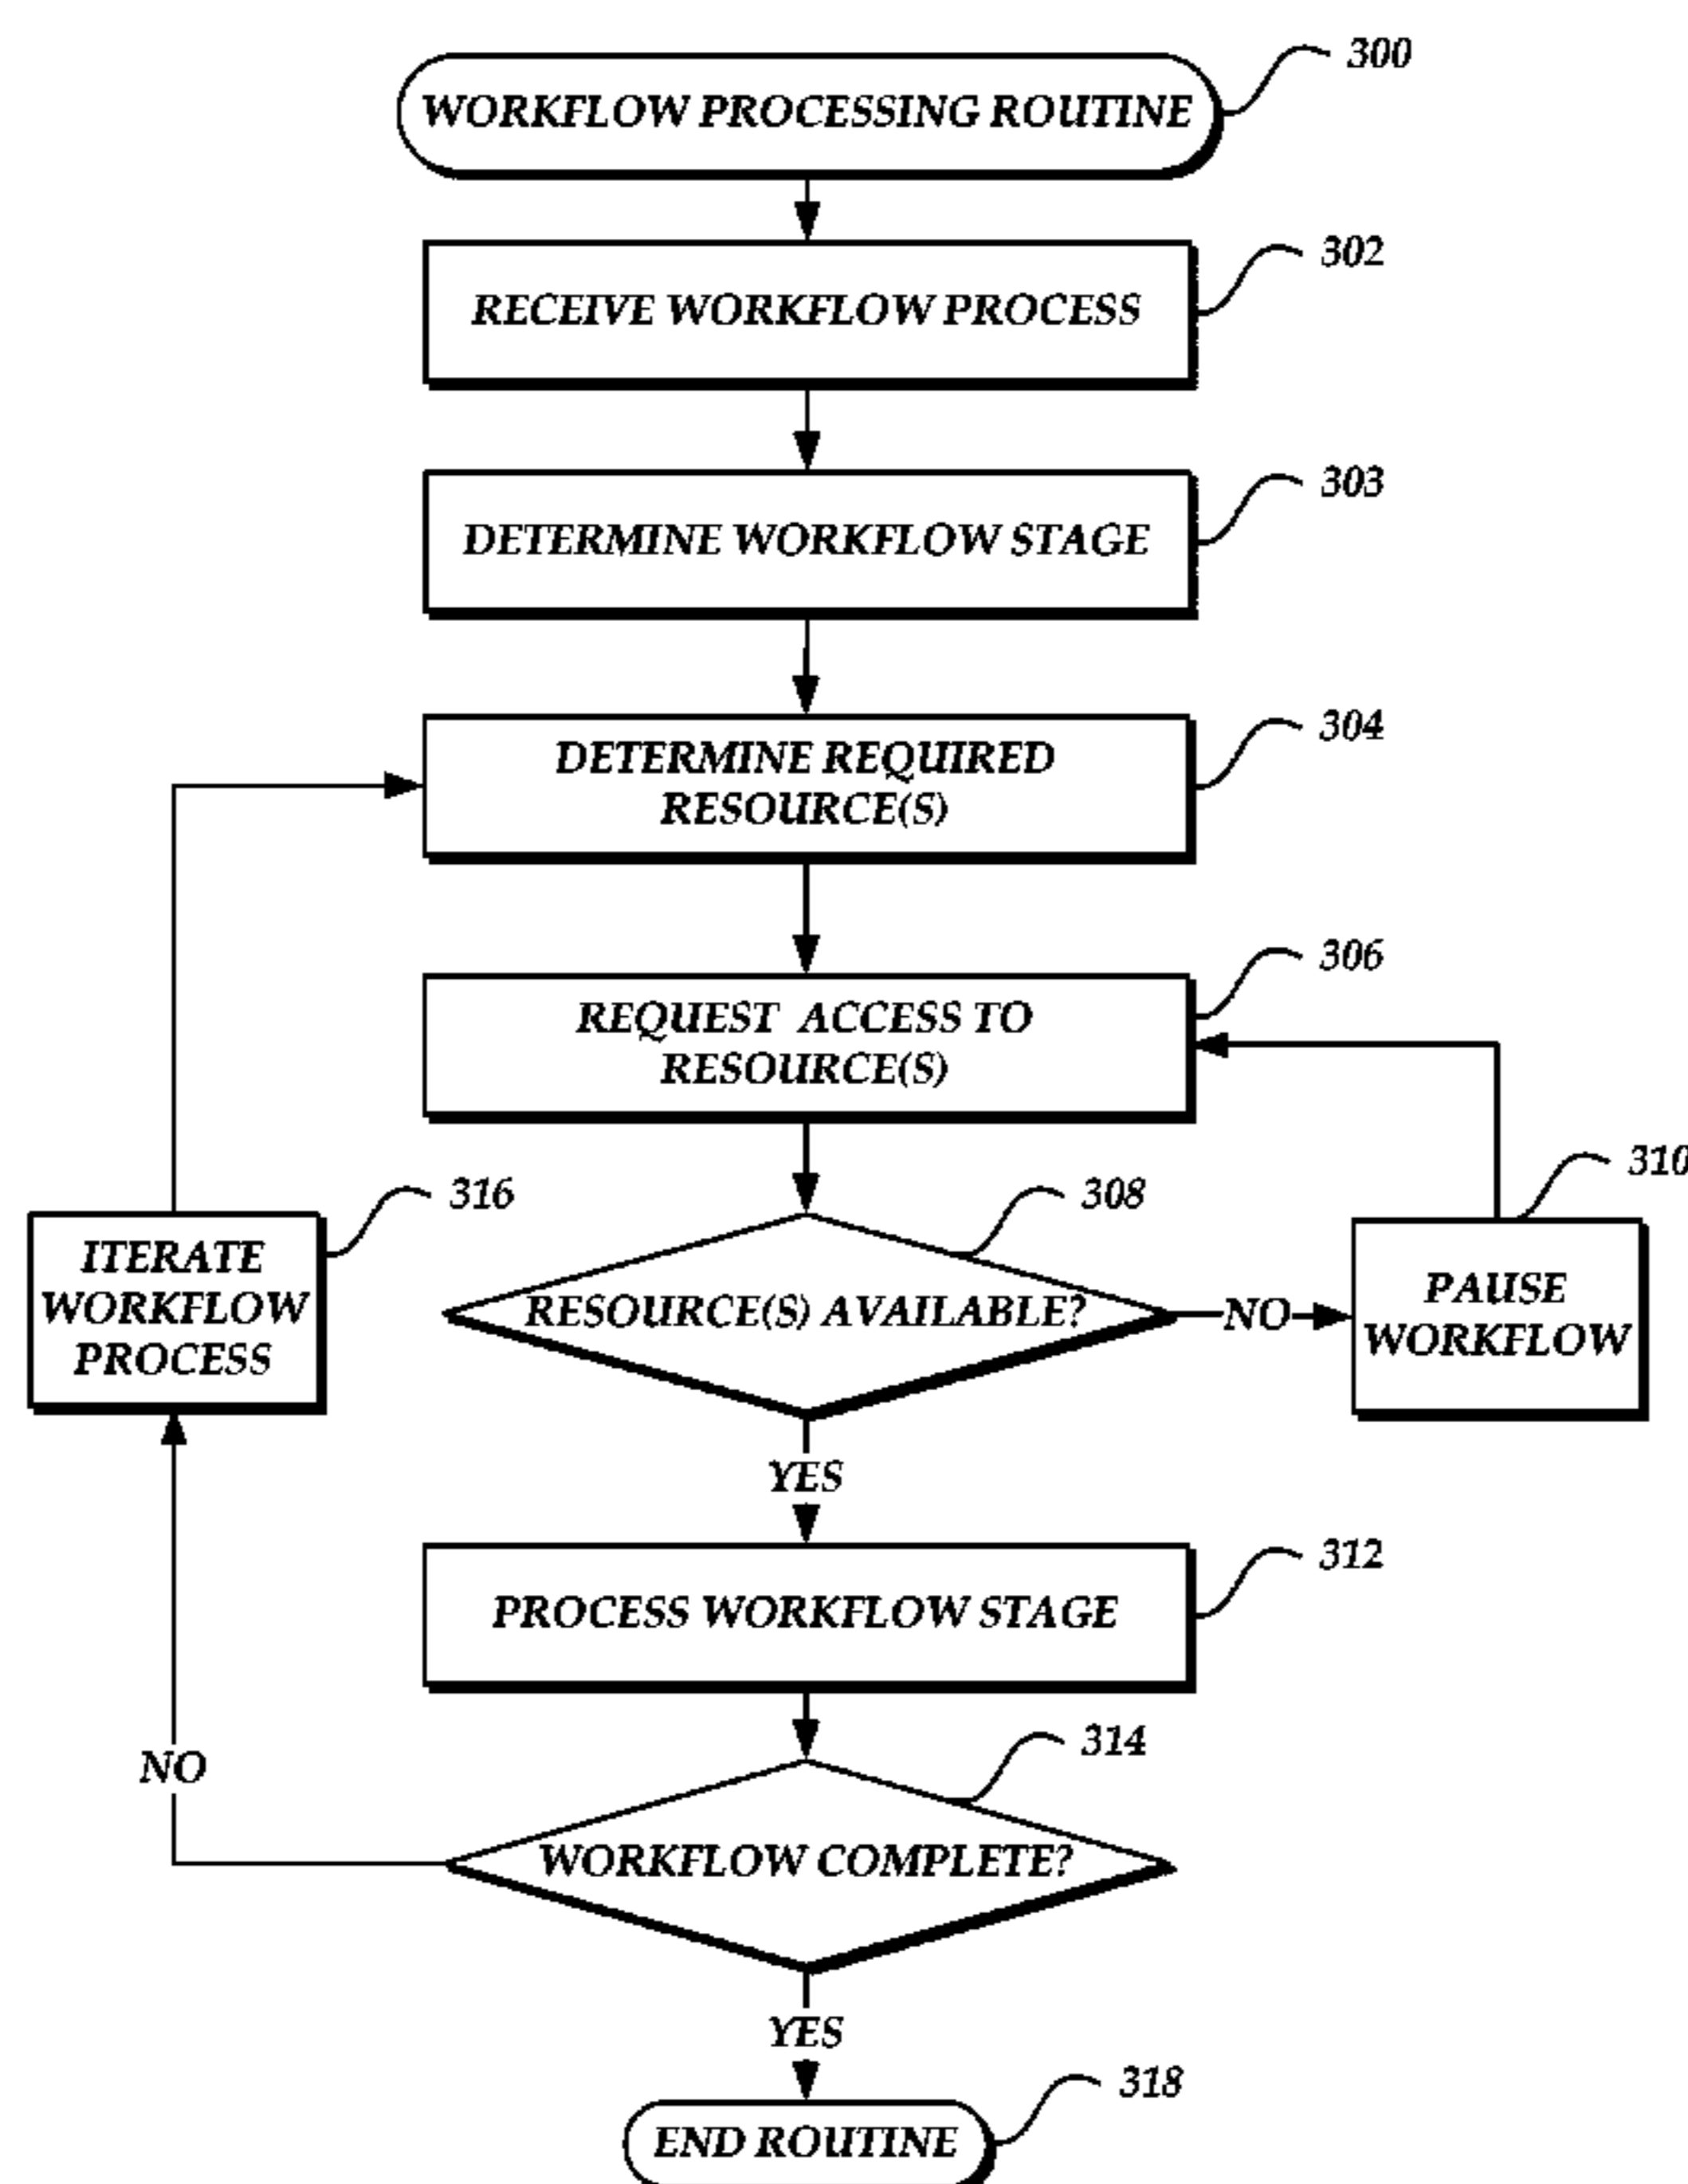 300
WORKFLOW PROCESSING ROUTINE
302
RECEIVE WORKFLOW PROCESS
303
DETERMINE WORKFLOW STAGE
304
DETERMINE REQUIRED
RESOURCE(S)
306
REQUEST ACCESS TO
RESOURCE(S)
316
ITERATE
WORKFLOW
PROCESS
308
RESOURCE(S) AVAILABLE?
NO
310
PAUSE
WORKFLOW
YES
312
PROCESS WORKFLOW STAGE
314
WORKFLOW COMPLETE?
NO
YES
318
END ROUTINE